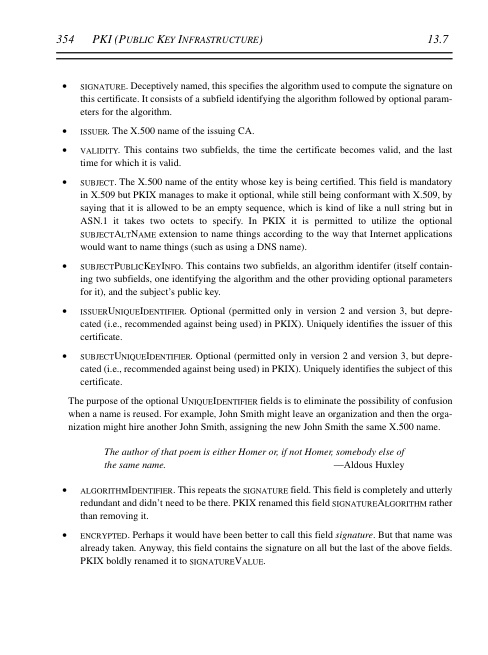 354 PKI (PUBLIC KEY INFRASTRUCTURE) 13.7
• SIGNATURE. Deceptively named, this specifies the algorithm used to compute the signature on
this certificate. It consists of a subfield identifying the algorithm followed by optional param-
eters for the algorithm.
• ISSUER. The X.500 name of the issuing CA.
• VALIDITY. This contains two subfields, the time the certificate becomes valid, and the last
time for which it is valid.
• SUBJECT. The X.500 name of the entity whose key is being certified. This field is mandatory
in X.509 but PKIX manages to make it optional, while still being conformant with X.509, by
saying that it is allowed to be an empty sequence, which is kind of like a null string but in
ASN.1 it takes two octets to specify. In PKIX it is permitted to utilize the optional
SUBJECTALTNAME extension to name things according to the way that Internet applications
would want to name things (such as using a DNS name).
• SUBJECTPUBLICKEYINFO. This contains two subfields, an algorithm identifer (itself contain-
ing two subfields, one identifying the algorithm and the other providing optional parameters
for it), and the subject's public key.
• ISSUERUNIQUEIDENTIFIER. Optional (permitted only in version 2 and version 3, but depre-
cated (i.e., recommended against being used) in PKIX). Uniquely identifies the issuer of this
certificate.
• SUBJECTUNIQUEIDENTIFIER. Optional (permitted only in version 2 and version 3, but depre-
cated (i.e., recommended against being used) in PKIX). Uniquely identifies the subject of this
certificate.
The purpose of the optional UNIQUEIDENTIFIER fields is to eliminate the possibility of confusion
when a name is reused. For example, John Smith might leave an organization and then the orga-
nization might hire another John Smith, assigning the new John Smith the same X.500 name.
The author of that poem is either Homer or, if not Homer, somebody else of
the same name. —Aldous Huxley
• ALGORITHMIDENTIFIER. This repeats the SIGNATURE field. This field is completely and utterly
redundant and didn't need to be there. PKIX renamed this field SIGNATUREALGORITHM rather
than removing it.
• ENCRYPTED. Perhaps it would have been better to call this field signature. But that name was
already taken. Anyway, this field contains the signature on all but the last of the above fields.
PKIX boldly renamed it to SIGNATUREVALUE.